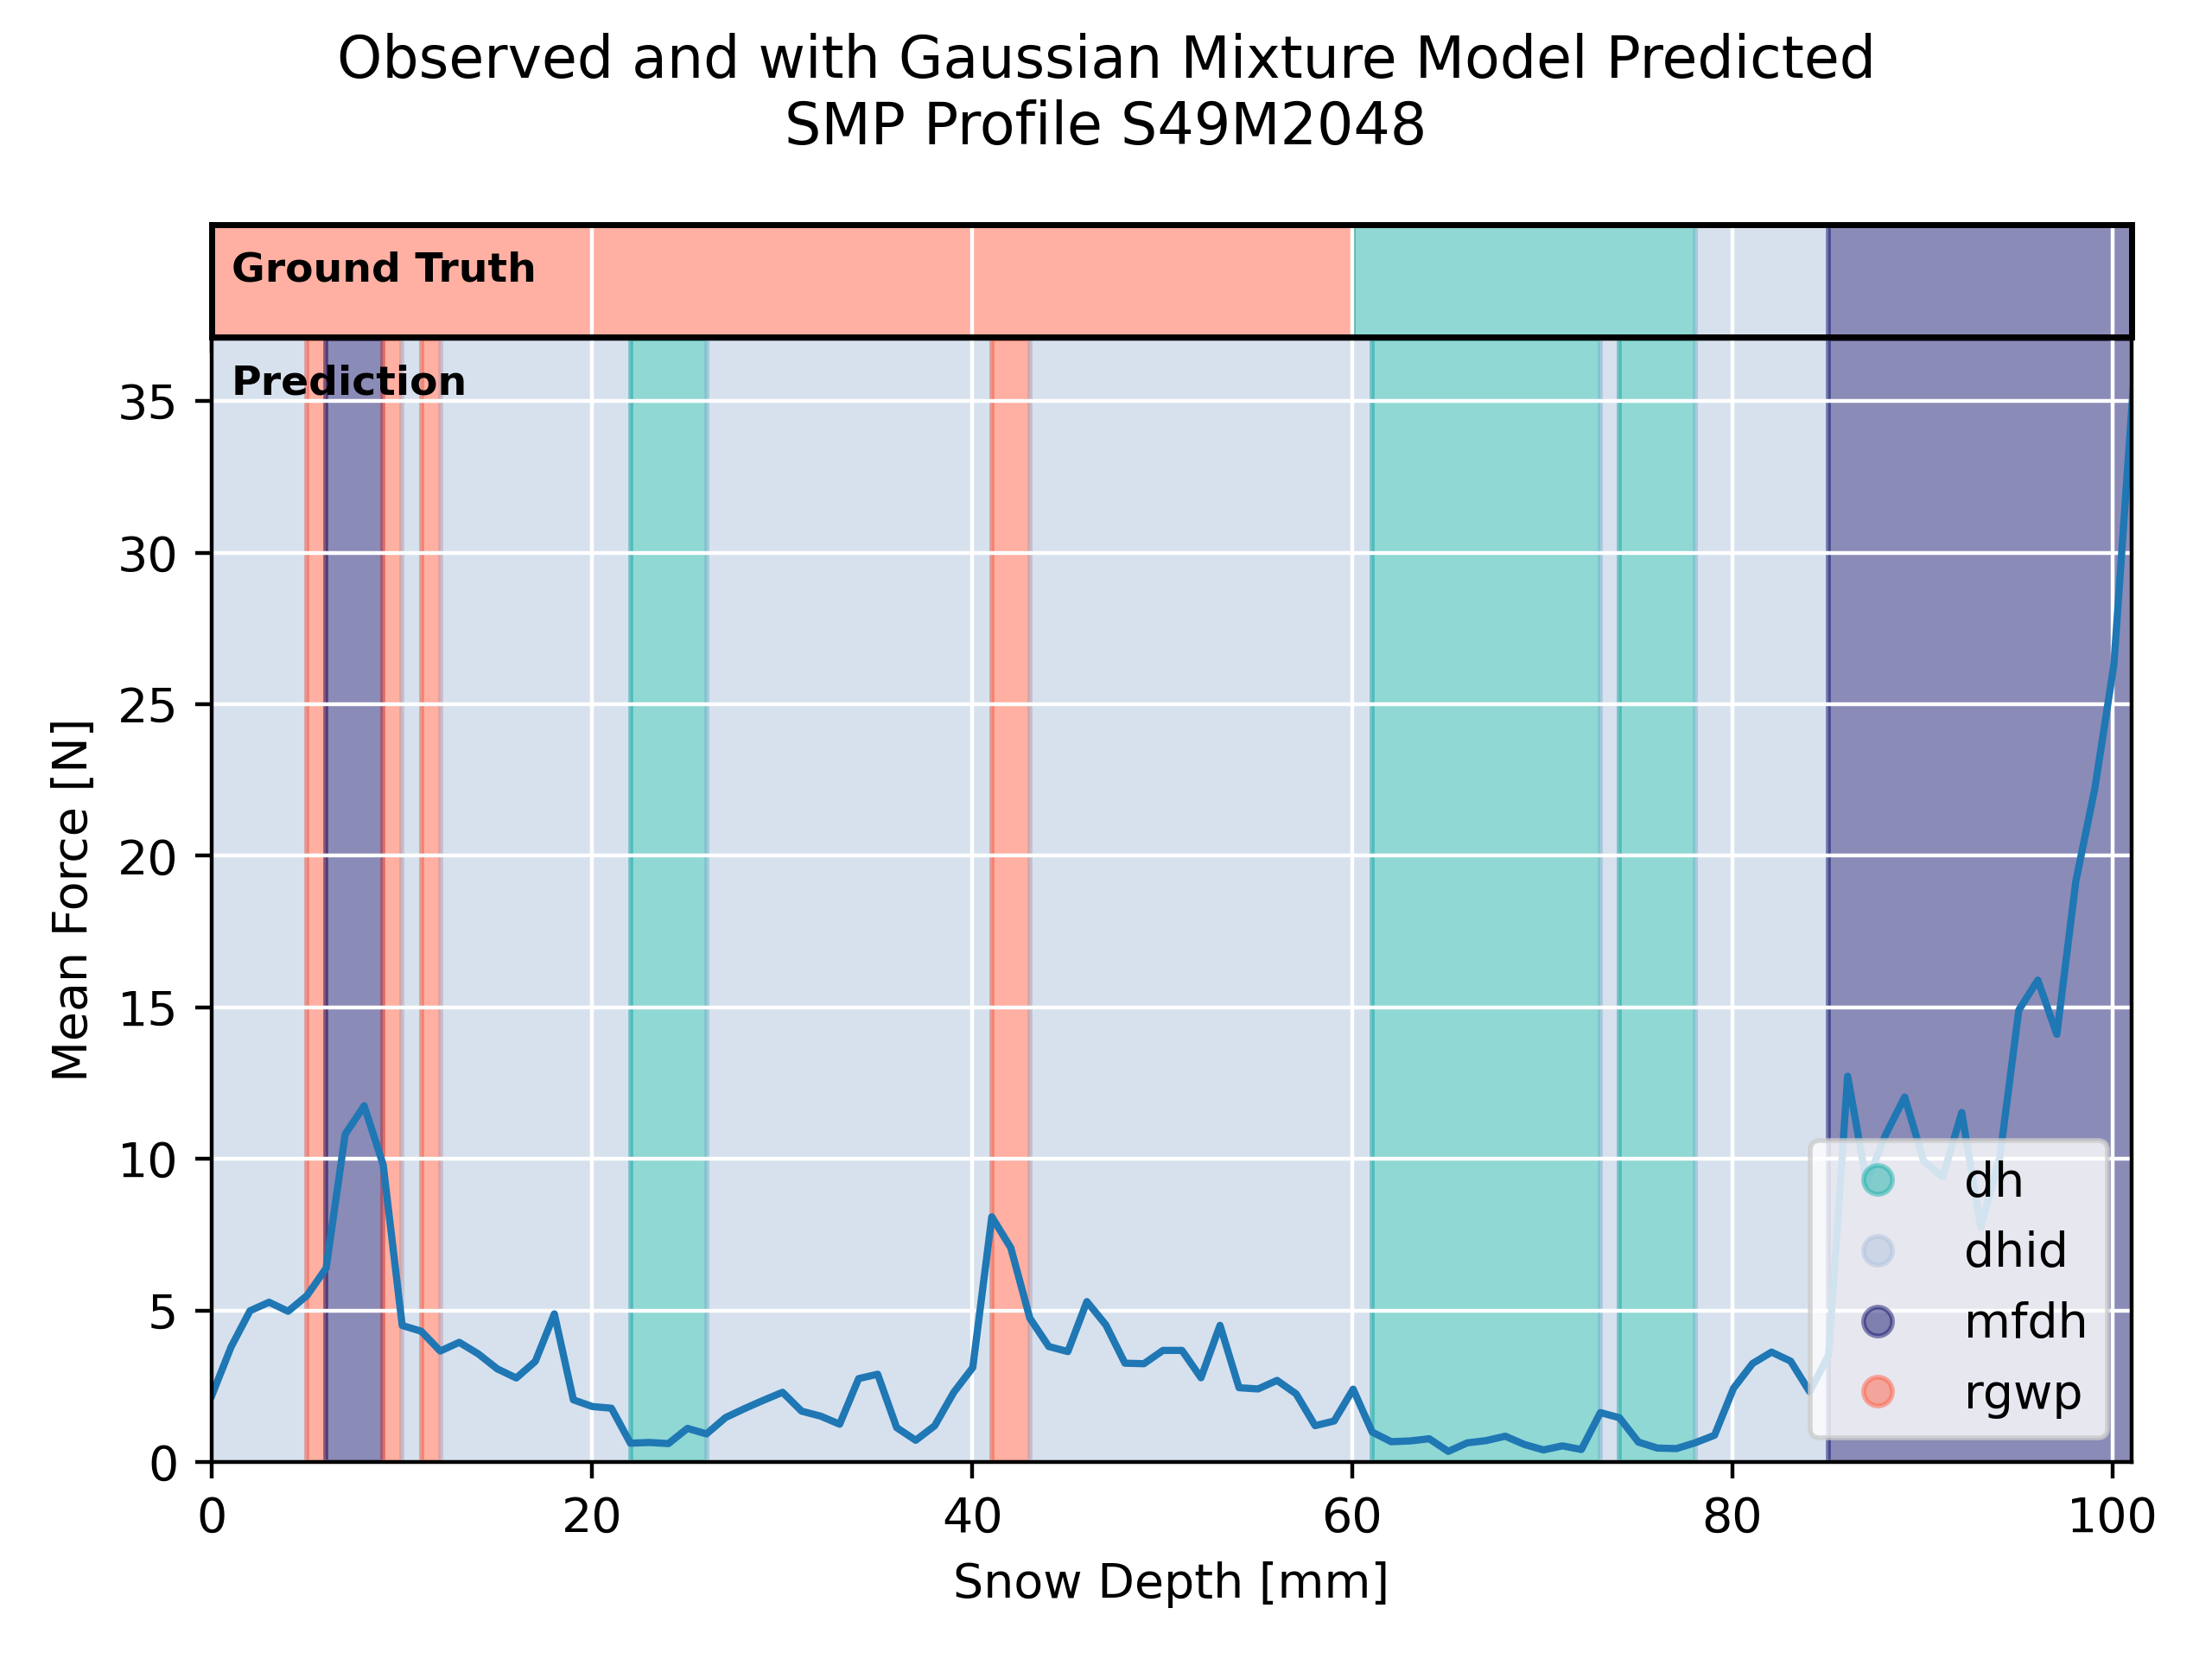 Observed and with Gaussian Mixture Model Predicted
SMP Profile S49M2048
Ground Truth
Prediction
35
30
25
20
15
10
5
0
Mean Force [N]
dh
dhid
mfdh
rgwp
0 20 40 60 80 100
Snow Depth [mm]